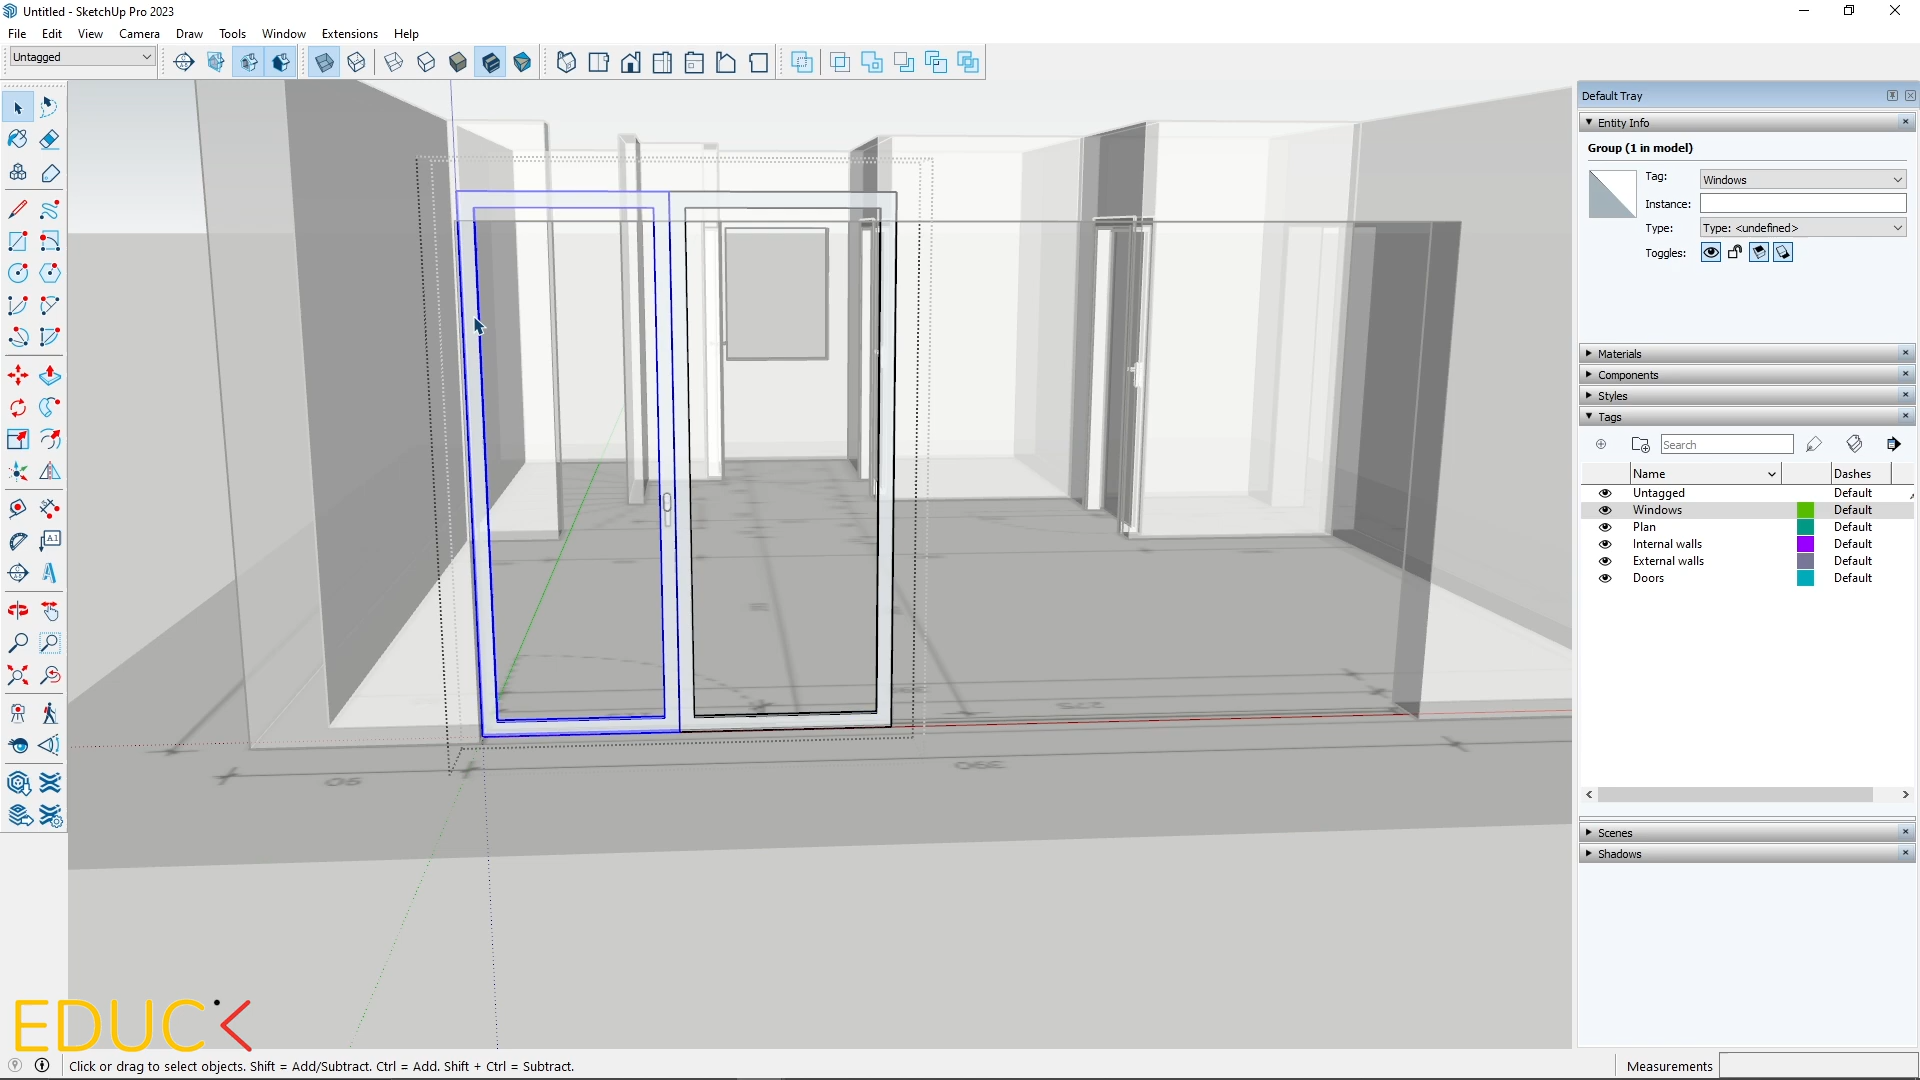 Untitled - SketchUp Pro 2023
File Edit View Camera Draw Tools Window Extensions Help
Untagged
Default Tray
Entity Info
Group (1 in model)
Tag: Windows
Instance:
Type: Type: <undefined>
Toggles:
Materials
Components
Styles
Tags
Search
Name Dashes
Untagged Default
Windows Default
Plan Default
Internal walls Default
External walls Default
Doors Default
Scenes
Shadows
EDUC
Click or drag to select objects. Shift = Add/Subtract. Ctrl = Add. Shift + Ctrl = Subtract.
Measurements